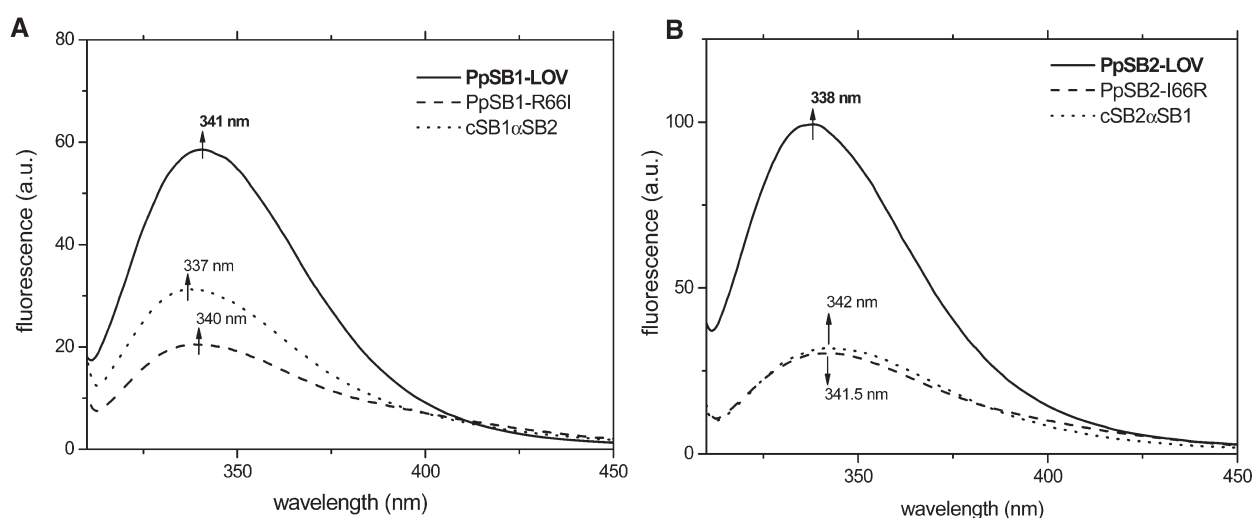 A
80
60
40
20
0
fluorescence (a.u.)
350
400
450
wavelength (nm)
PpSB1-LOV
PpSB1-R66I
cSB1αSB2
341 nm
337 nm
340 nm
B
100
50
0
fluorescence (a.u.)
350
400
450
wavelength (nm)
PpSB2-LOV
PpSB2-I66R
cSB2αSB1
338 nm
342 nm
341.5 nm